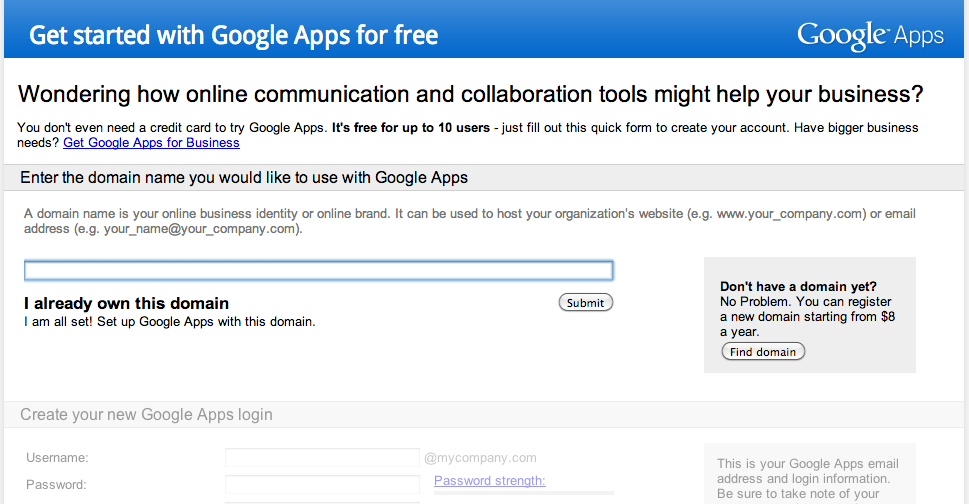 Get started with Google Apps for free
Google Apps
Wondering how online communication and collaboration tools might help your business?
You don't even need a credit card to try Google Apps. It's free for up to 10 users - just fill out this quick form to create your account. Have bigger business
needs? Get Google Apps for Business
Enter the domain name you would like to use with Google Apps
A domain name is your online business identity or online brand. It can be used to host your organization's website (e.g. www.your_company.com) or email
address (e.g. your_name@your_company.com).
I already own this domain
Submit
I am all set! Set up Google Apps with this domain.
Don't have a domain yet?
No Problem. You can register
a new domain starting from $8
a year.
Find domain
Create your new Google Apps login
Username:
@mycompany.com
Password:
Password strength:
This is your Google Apps email
address and login information.
Be sure to take note of your